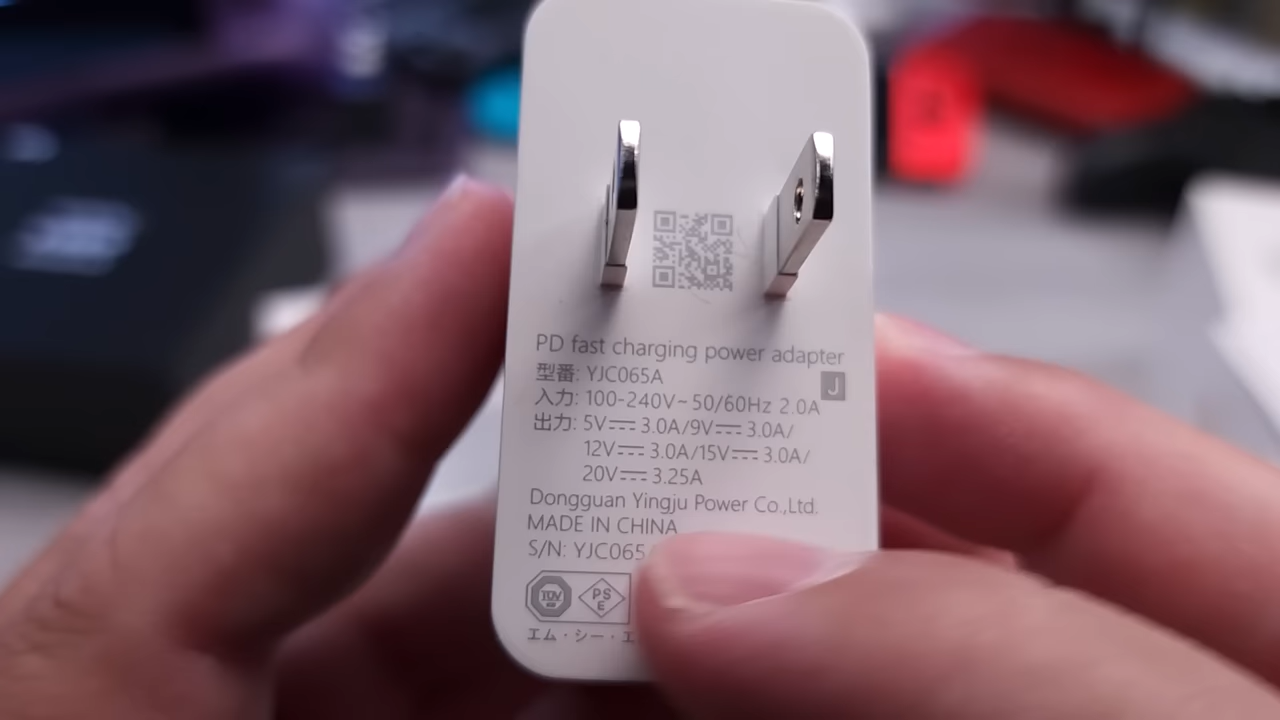 PD fast charging power adapter
型番: YJC065A
J
入力: 100-240V~50/60Hz 2.0A
出力: 5V⎓3.0A/9V⎓3.0A/
12V⎓3.0A/15V⎓3.0A/
20V⎓3.25A
Dongguan Yingju Power Co.,Ltd.
MADE IN CHINA
S/N: YJC065
TÜV
PS
E
エム・シー・エ